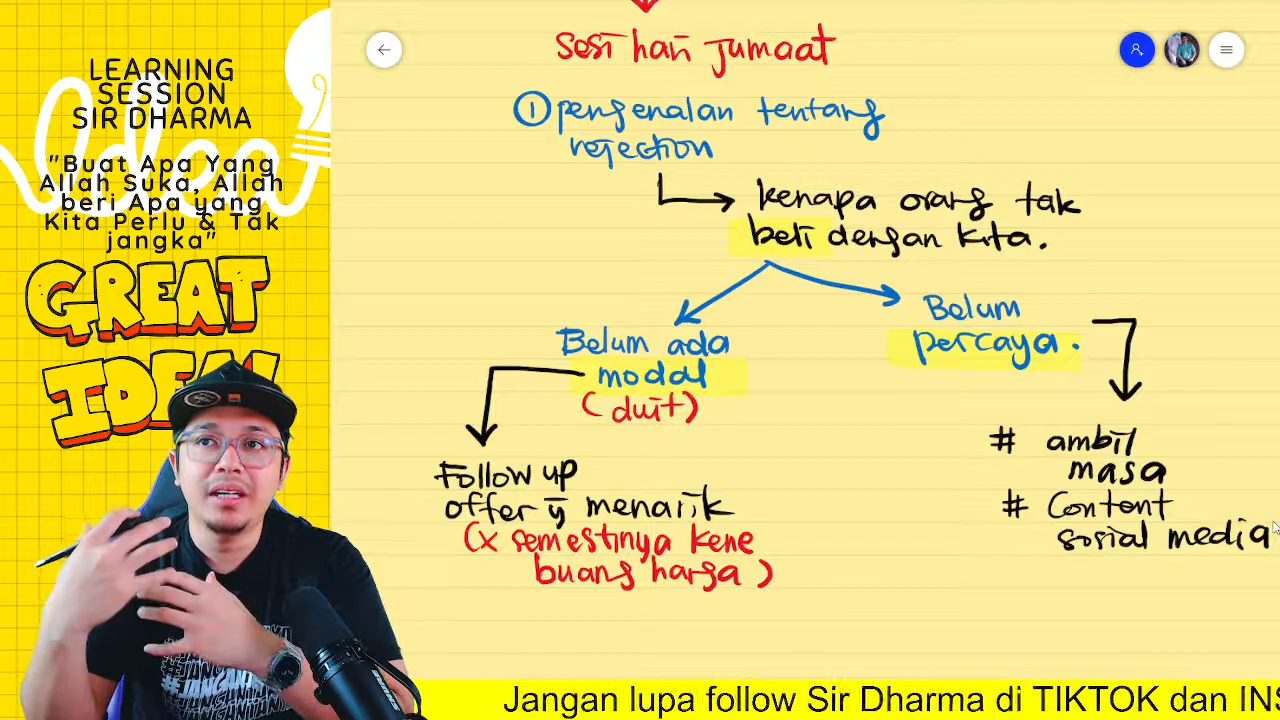 LEARNING
SESSION
SIR DHARMA
"Buat Apa Yang
Allah Suka, Allah
beri Apa yang
Kita Perlu & Tak
jangka"
GREAT
sesi hari jumaat
① pengenalan tentang
rejection
kenapa orang tak
beli dengan kita.
Belum ada
modal
(duit)
Belum
percaya.
Follow up
offer yg menarik
(x semestinya kene
buang harga)
# ambil
masa
# Content
sosial media
Jangan lupa follow Sir Dharma di TIKTOK dan INS